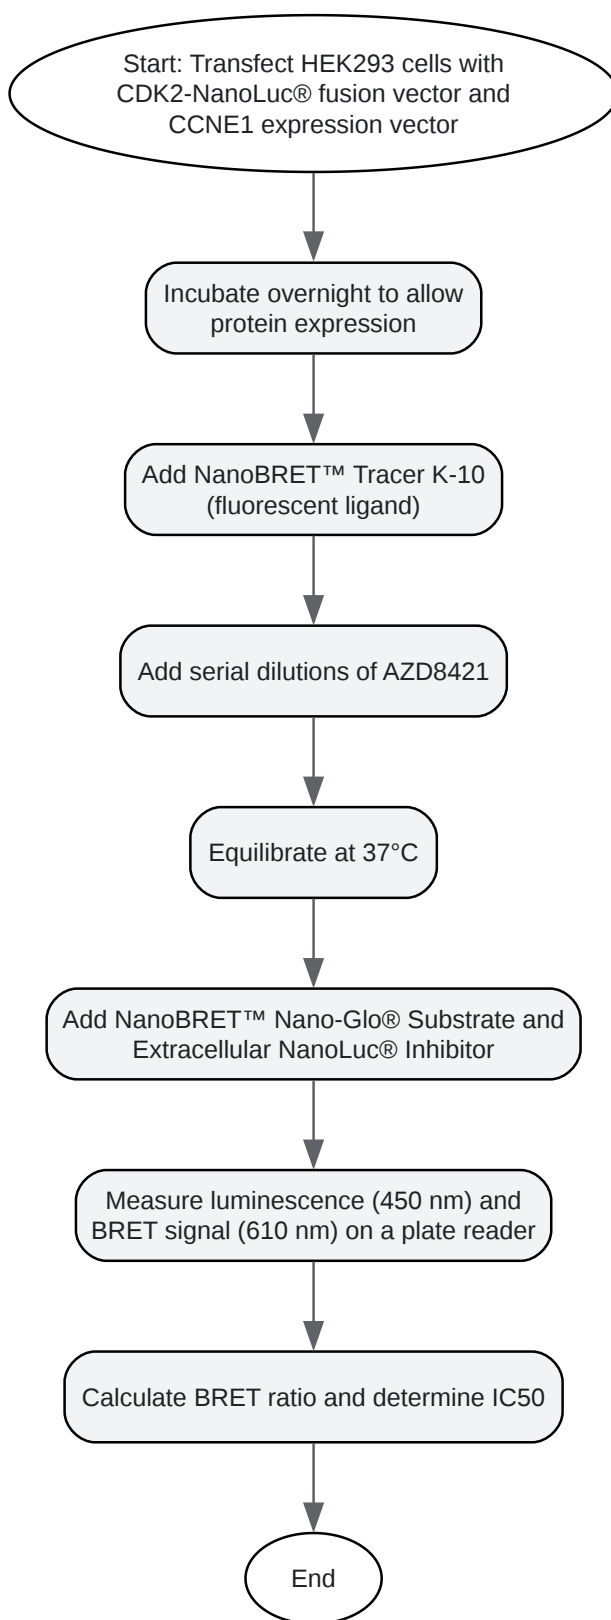 Start: Transfect HEK293 cells with
CDK2-NanoLuc® fusion vector and
CCNE1 expression vector
Incubate overnight to allow
protein expression
Add NanoBRET™ Tracer K-10
(fluorescent ligand)
Add serial dilutions of AZD8421
Equilibrate at 37°C
Add NanoBRET™ Nano-Glo® Substrate and
Extracellular NanoLuc® Inhibitor
Measure luminescence (450 nm) and
BRET signal (610 nm) on a plate reader
Calculate BRET ratio and determine IC50
End